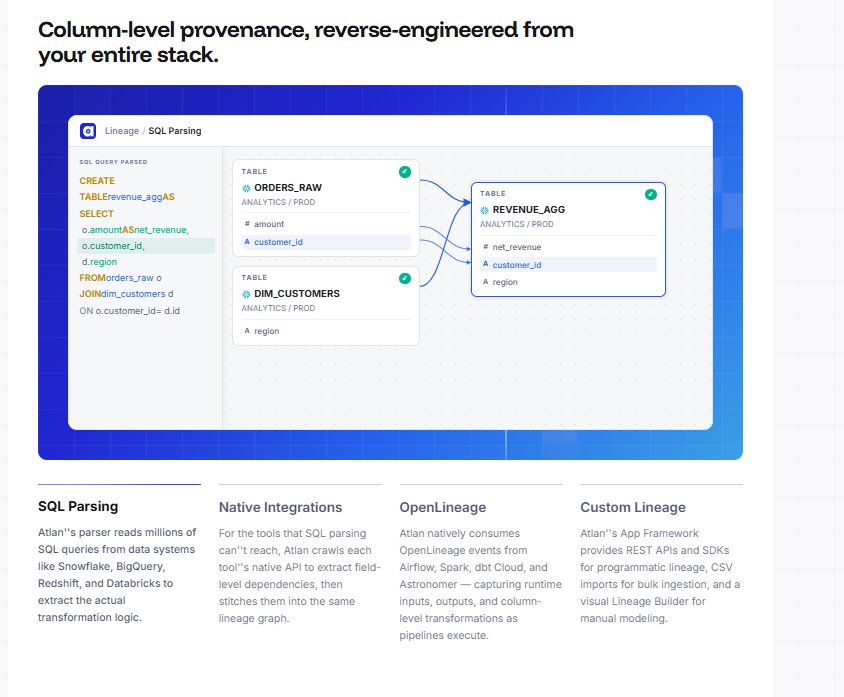 Column-level provenance, reverse-engineered from
your entire stack.
Lineage / SQL Parsing
SQL QUERY PARSED
CREATE
TABLErevenue_aggAS
SELECT
o.amountASnet_revenue,
o.customer_id,
d.region
FROMorders_raw o
JOINdim_customers d
ON o.customer_id= d.id
TABLE
ORDERS_RAW
ANALYTICS / PROD
# amount
A customer_id
TABLE
DIM_CUSTOMERS
ANALYTICS / PROD
A region
TABLE
REVENUE_AGG
ANALYTICS / PROD
# net_revenue
A customer_id
A region
SQL Parsing
Atlan''s parser reads millions of
SQL queries from data systems
like Snowflake, BigQuery,
Redshift, and Databricks to
extract the actual
transformation logic.
Native Integrations
For the tools that SQL parsing
can''t reach, Atlan crawls each
tool''s native API to extract field-
level dependencies, then
stitches them into the same
lineage graph.
OpenLineage
Atlan natively consumes
OpenLineage events from
Airflow, Spark, dbt Cloud, and
Astronomer — capturing runtime
inputs, outputs, and column-
level transformations as
pipelines execute.
Custom Lineage
Atlan''s App Framework
provides REST APIs and SDKs
for programmatic lineage, CSV
imports for bulk ingestion, and a
visual Lineage Builder for
manual modeling.